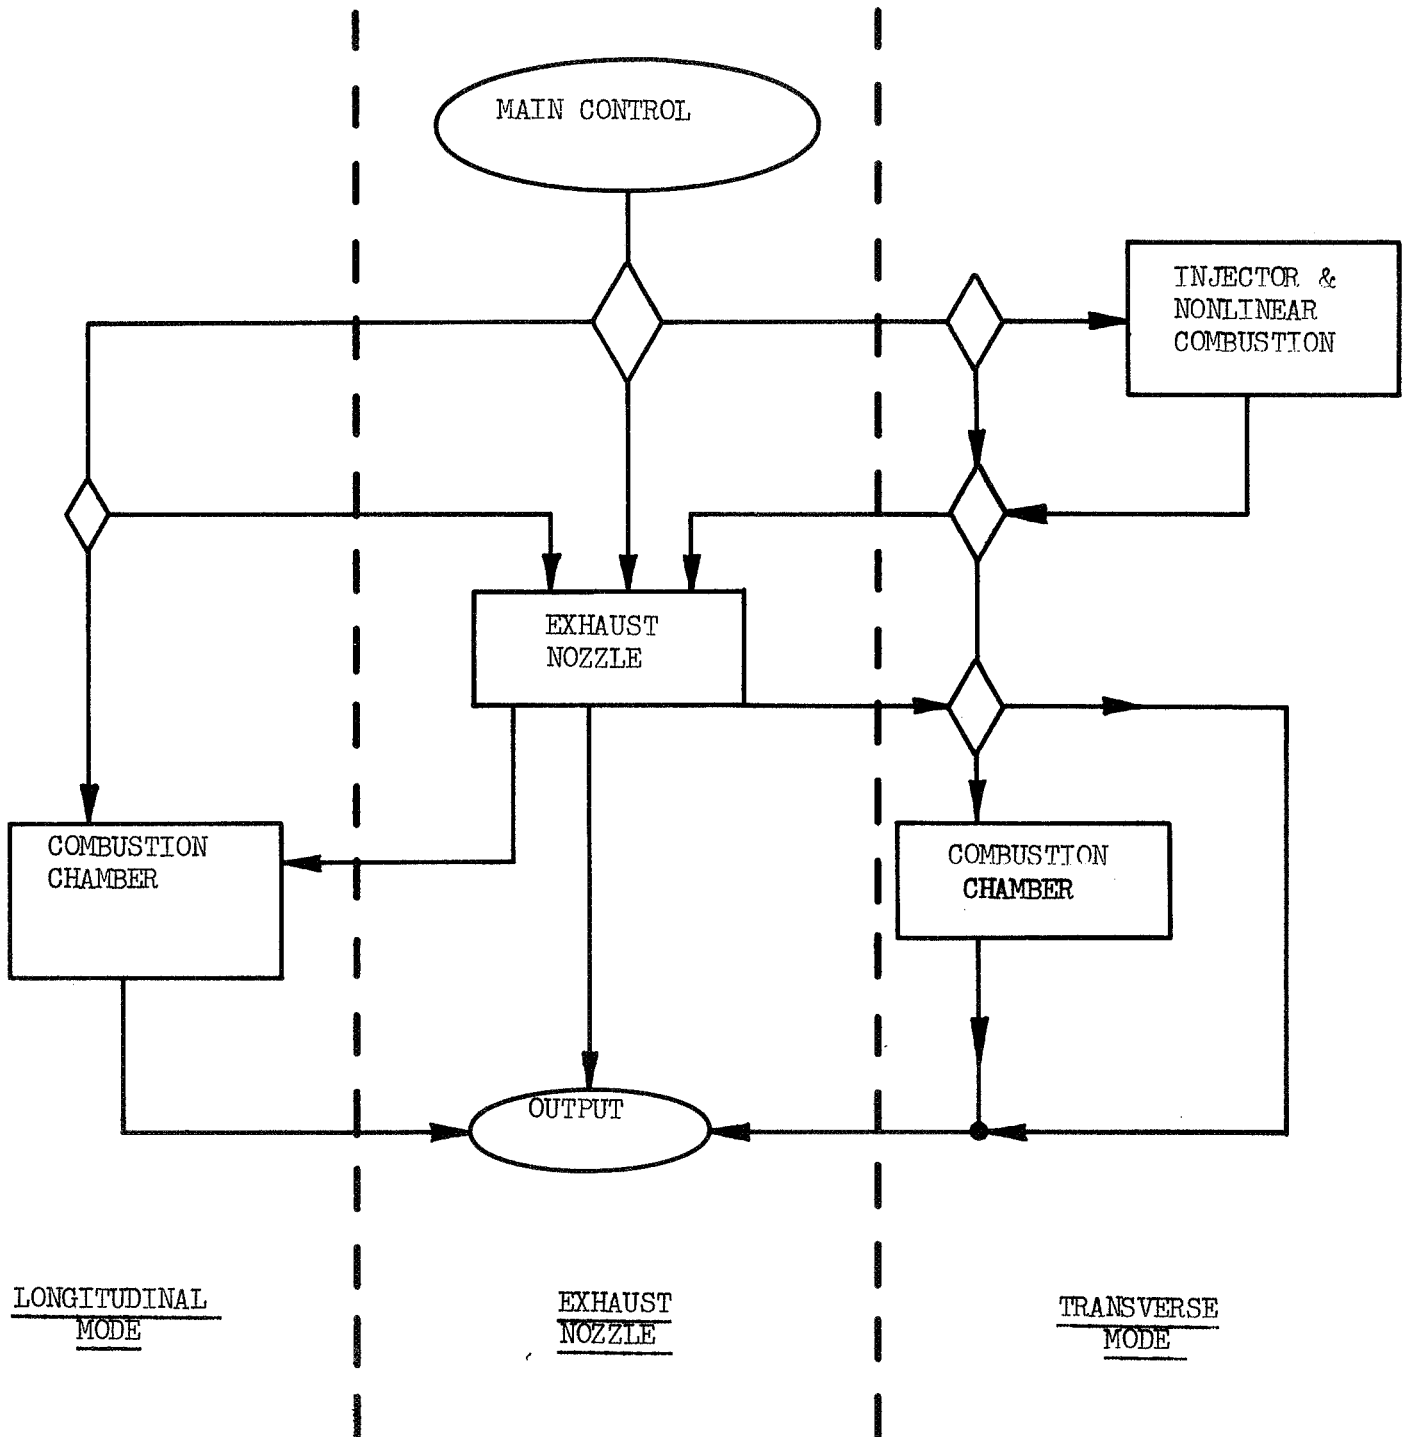 MAIN CONTROL
INJECTOR &
NONLINEAR
COMBUSTION
EXHAUST
NOZZLE
COMBUSTION
CHAMBER
COMBUSTION
CHAMBER
OUTPUT
LONGITUDINAL
MODE
EXHAUST
NOZZLE
TRANSVERSE
MODE